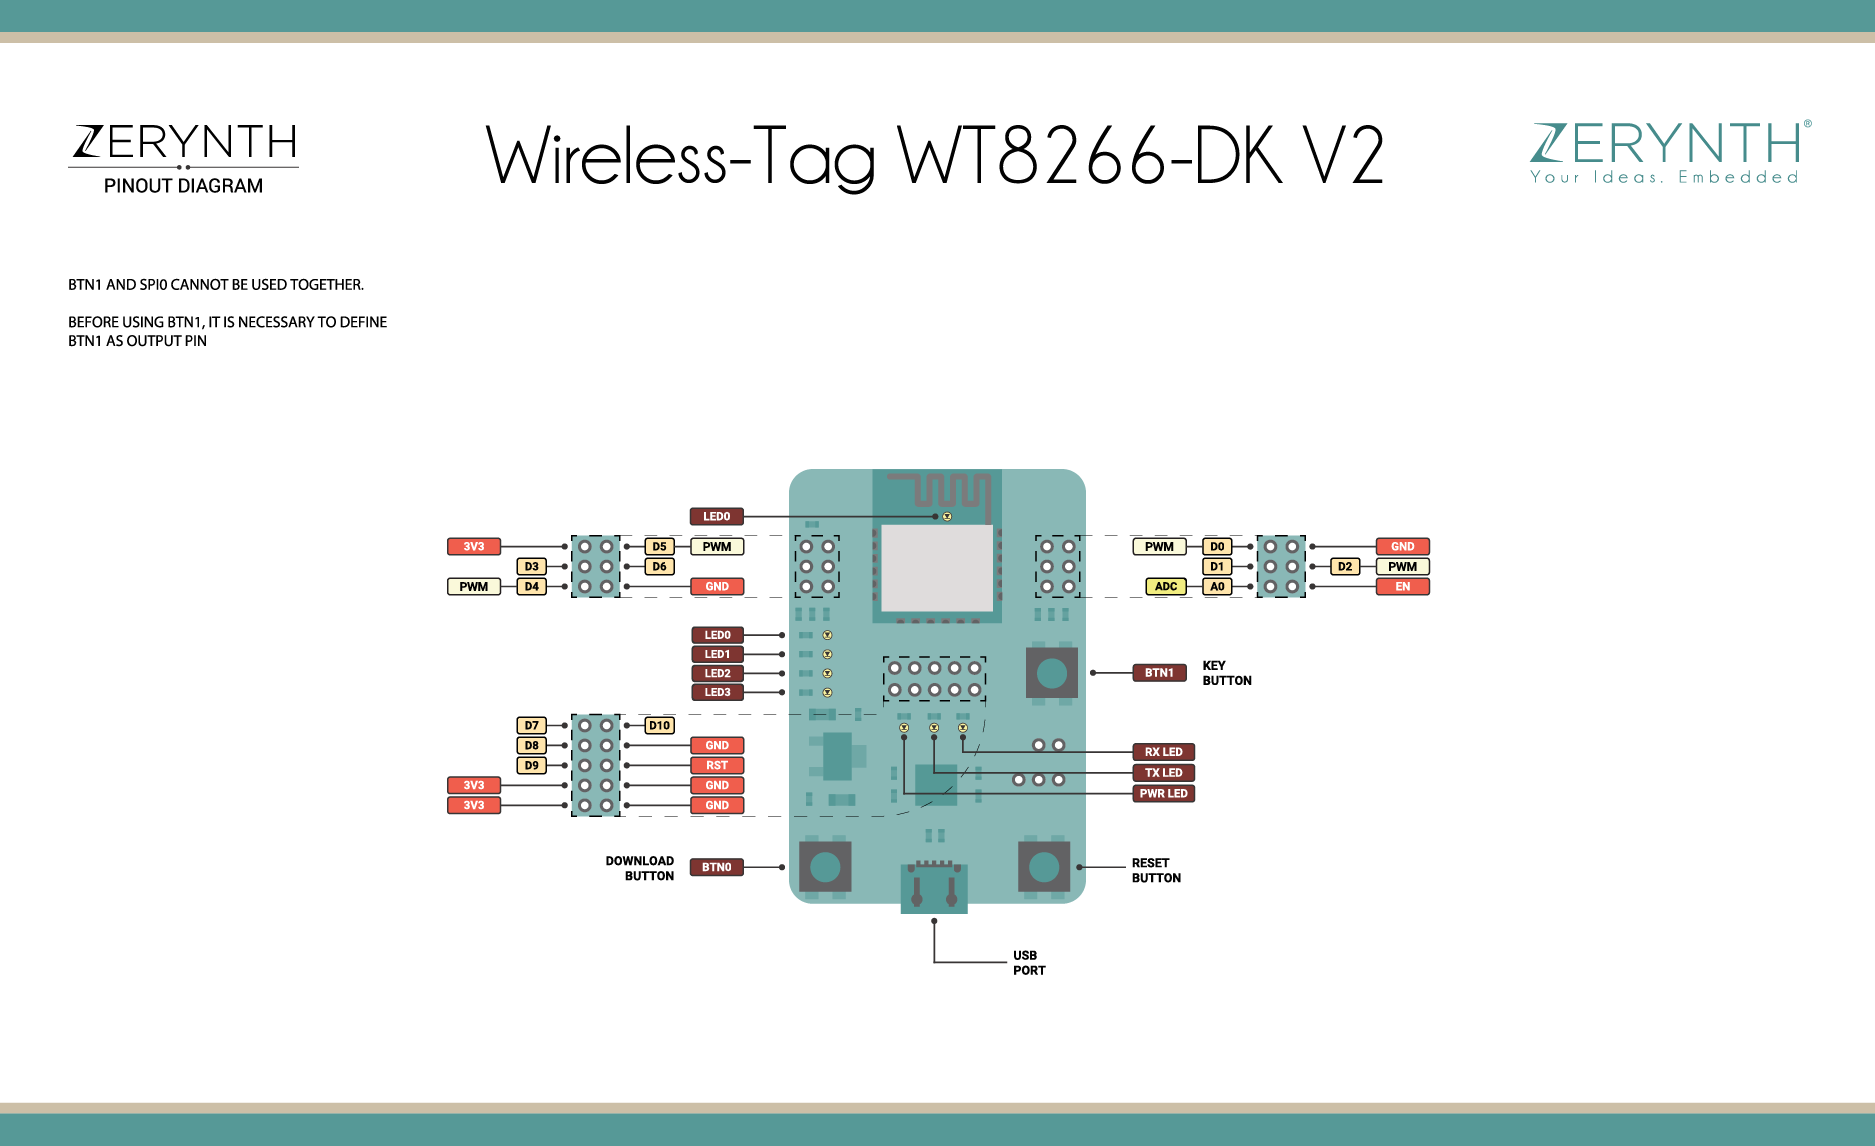 ZERYNTH
PINOUT DIAGRAM
Wireless-Tag WT8266-DK V2
ZERYNTH®
Your Ideas. Embedded
BTN1 AND SPI0 CANNOT BE USED TOGETHER.
BEFORE USING BTN1, IT IS NECESSARY TO DEFINE
BTN1 AS OUTPUT PIN
LED0
3V3 D5 PWM
D3 D6
PWM D4 GND
PWM D0 GND
D1 D2 PWM
ADC A0 EN
LED0
LED1
LED2
LED3
BTN1
KEY
BUTTON
D7 D10
D8 GND
D9 RST
3V3 GND
3V3 GND
RX LED
TX LED
PWR LED
DOWNLOAD
BUTTON
BTN0
RESET
BUTTON
USB
PORT